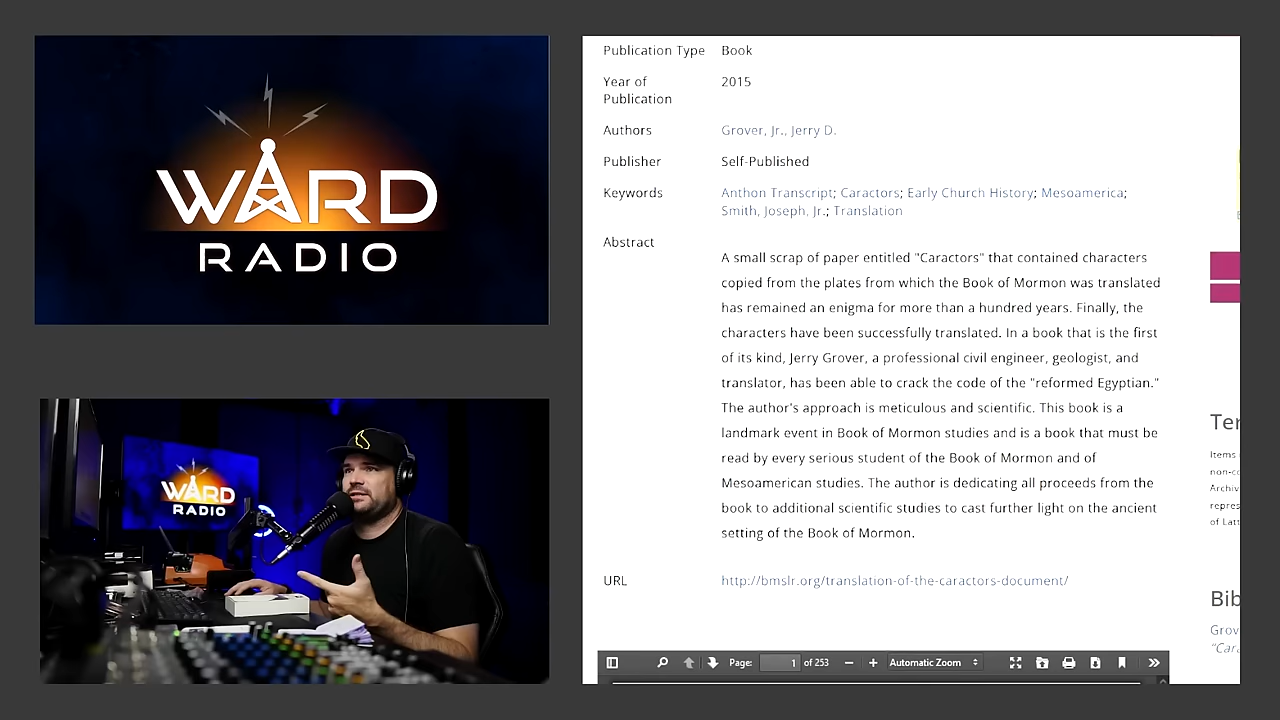 WARD
RADIO
WARD
RADIO
Publication Type Book
Year of
Publication 2015
Authors Grover, Jr., Jerry D.
Publisher Self-Published
Keywords Anthon Transcript; Caractors; Early Church History; Mesoamerica;
Smith, Joseph, Jr.; Translation
Abstract
A small scrap of paper entitled "Caractors" that contained characters
copied from the plates from which the Book of Mormon was translated
has remained an enigma for more than a hundred years. Finally, the
characters have been successfully translated. In a book that is the first
of its kind, Jerry Grover, a professional civil engineer, geologist, and
translator, has been able to crack the code of the "reformed Egyptian."
The author's approach is meticulous and scientific. This book is a
landmark event in Book of Mormon studies and is a book that must be
read by every serious student of the Book of Mormon and of
Mesoamerican studies. The author is dedicating all proceeds from the
book to additional scientific studies to cast further light on the ancient
setting of the Book of Mormon.
URL http://bmslr.org/translation-of-the-caractors-document/
Page: 1 of 253 Automatic Zoom
Ter
Items
non-co
Archiv
repres
of Latt
Bib
Grov
"Cara